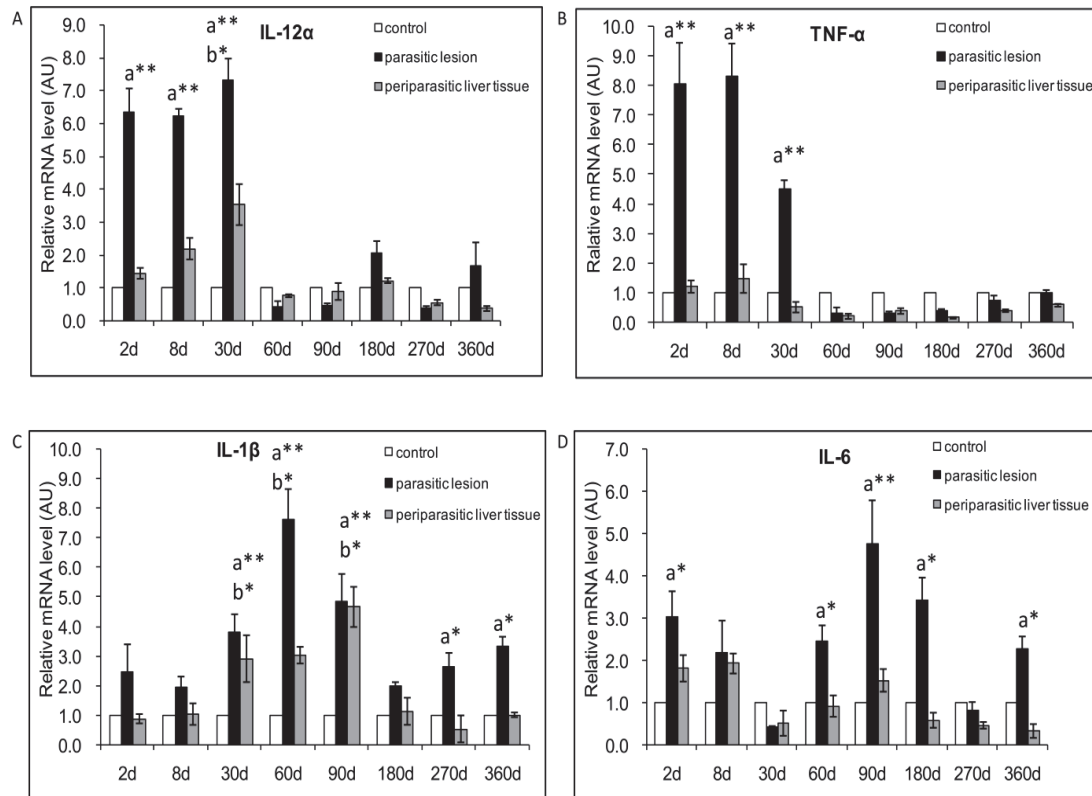 A
IL-12α
control
parasitic lesion
periparasitic liver tissue
Relative mRNA level (AU)
9.0
8.0
7.0
6.0
5.0
4.0
3.0
2.0
1.0
0.0
a**
a**
a**
b*
2d 8d 30d 60d 90d 180d 270d 360d
B
TNF-α
control
parasitic lesion
periparasitic liver tissue
Ralative mRNA level (AU)
10.0
9.0
8.0
7.0
6.0
5.0
4.0
3.0
2.0
1.0
0.0
a**
a**
a**
2d 8d 30d 60d 90d 180d 270d 360d
C
IL-1β
control
parasitic lesion
periparasitic liver tissue
Relative mRNA level (AU)
10.0
9.0
8.0
7.0
6.0
5.0
4.0
3.0
2.0
1.0
0.0
a**
b*
a**
b*
a**
b*
a*
a*
2d 8d 30d 60d 90d 180d 270d 360d
D
IL-6
control
parasitic lesion
periparasitic liver tissue
Relative mRNA level (AU)
7.0
6.0
5.0
4.0
3.0
2.0
1.0
0.0
a*
a*
a**
a*
a*
2d 8d 30d 60d 90d 180d 270d 360d